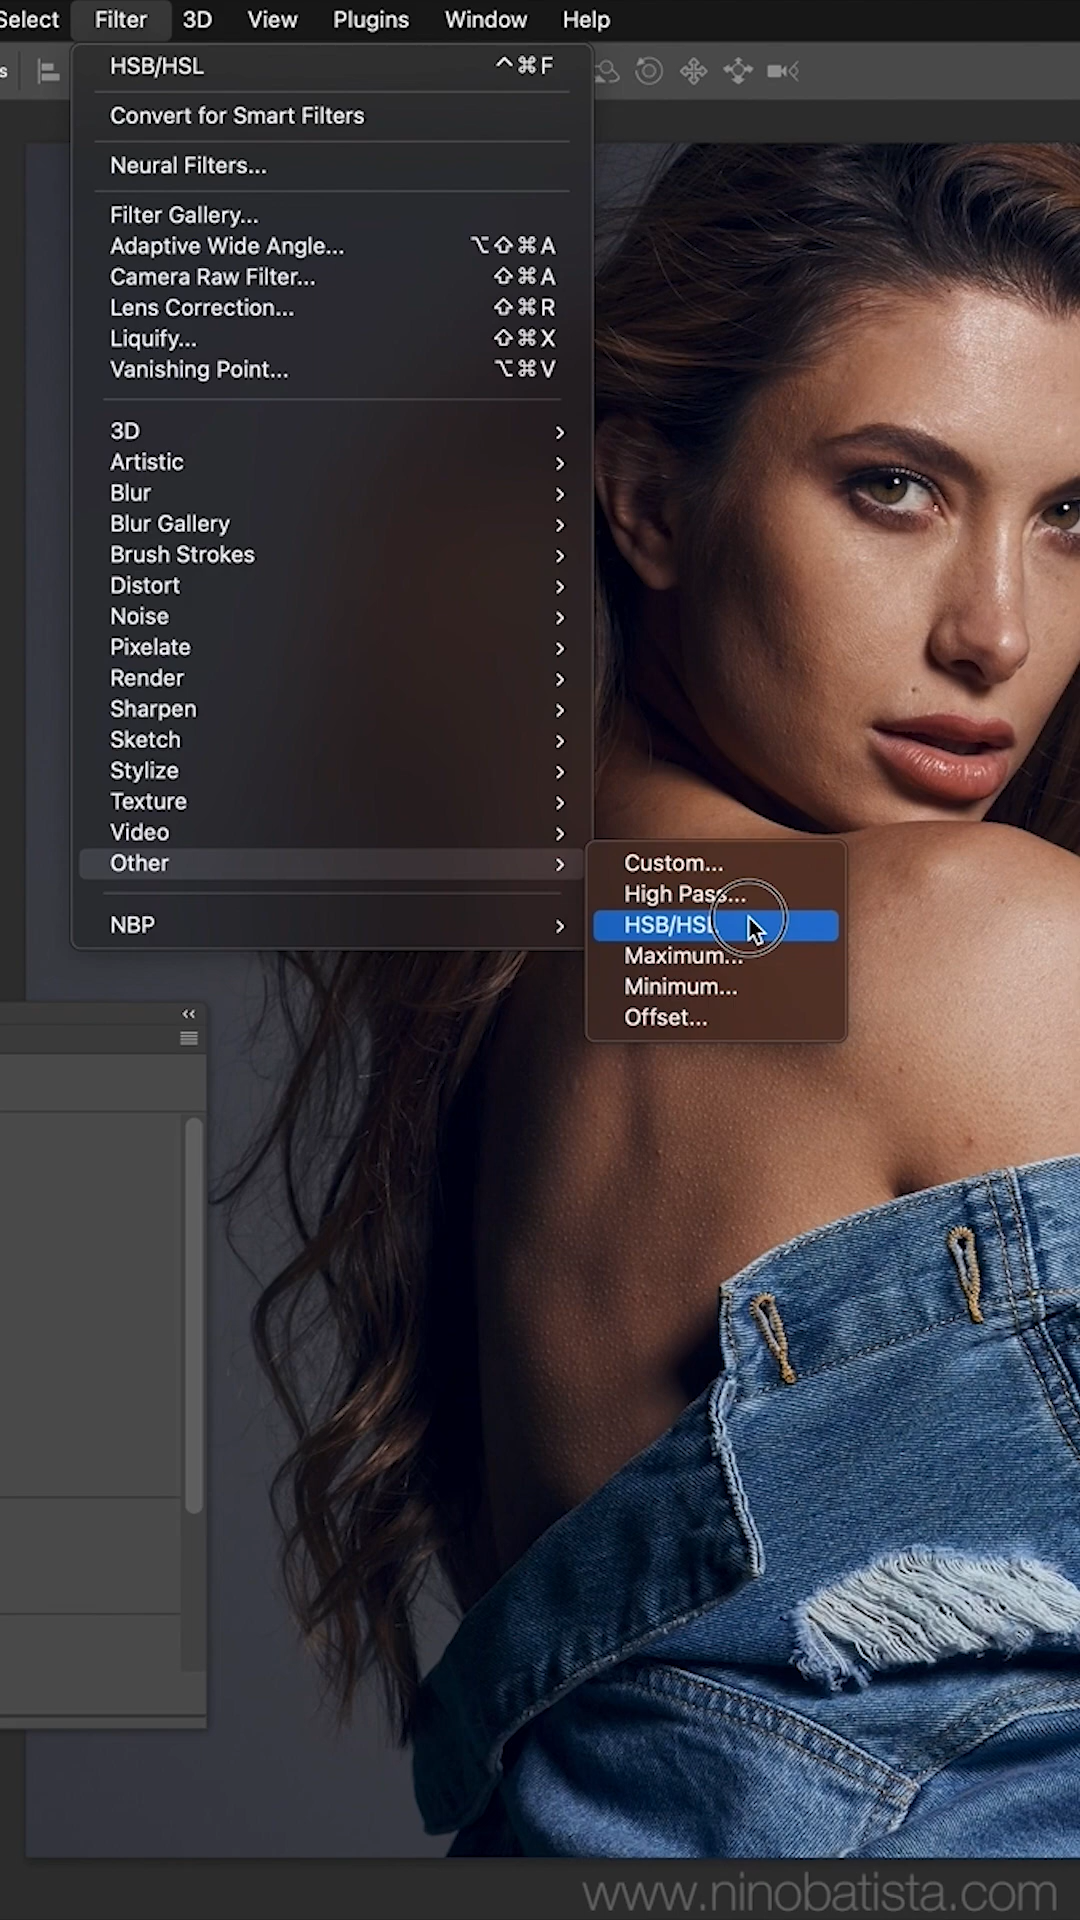 Select Filter 3D View Plugins Window Help
s
HSB/HSL ^⌘F
Convert for Smart Filters
Neural Filters...
Filter Gallery...
Adaptive Wide Angle... ⌥⇧⌘A
Camera Raw Filter... ⇧⌘A
Lens Correction... ⇧⌘R
Liquify... ⇧⌘X
Vanishing Point... ⌥⌘V
3D
Artistic
Blur
Blur Gallery
Brush Strokes
Distort
Noise
Pixelate
Render
Sharpen
Sketch
Stylize
Texture
Video
Other
NBP
Custom...
High Pass...
HSB/HSL
Maximum...
Minimum...
Offset...
www.ninobatista.com